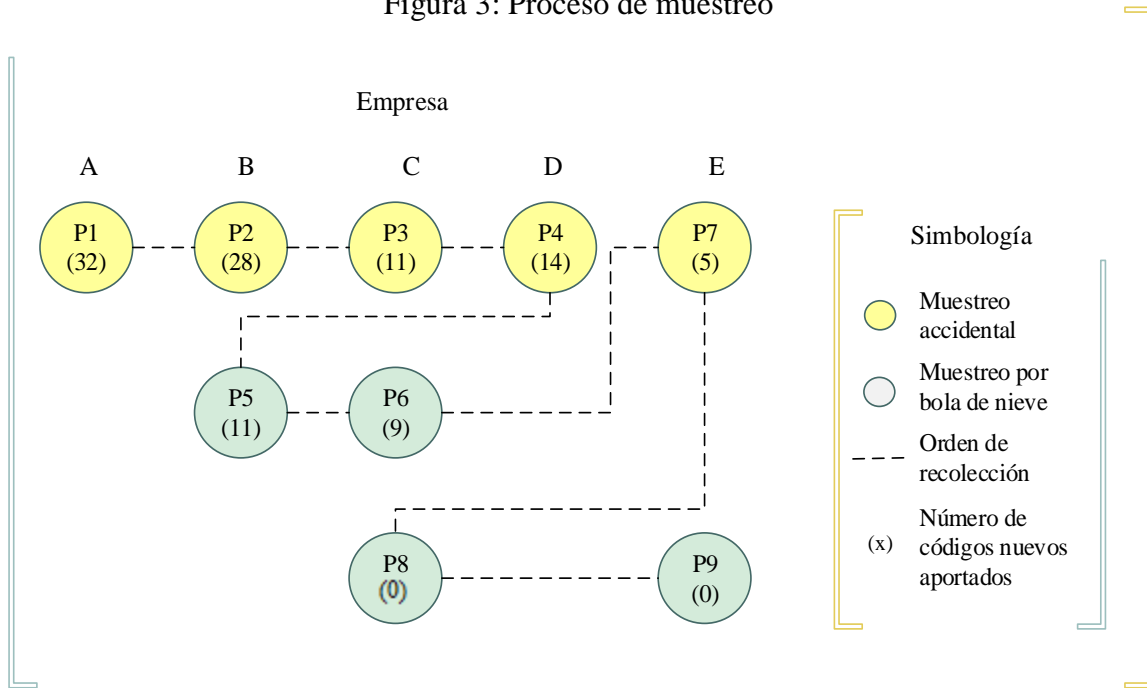 Figura 3: Proceso de muestreo
Empresa
A B C D E
P1 P2 P3 P4 P7
(32) (28) (11) (14) (5)
P5 P6
(11) (9)
P8 P9
(0) (0)
Simbología
Muestreo
accidental
Muestreo por
bola de nieve
Orden de
recolección
(x) Número de
códigos nuevos
aportados